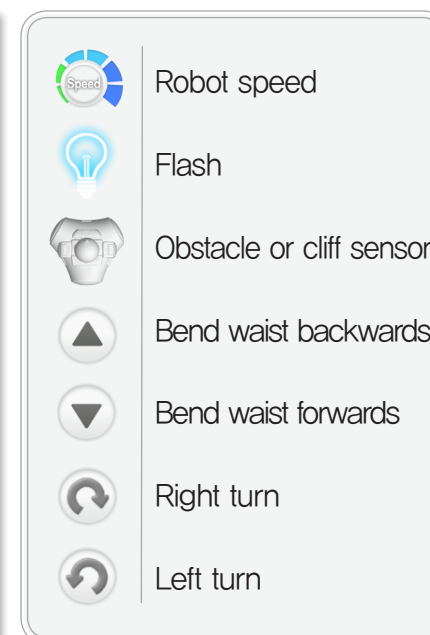 Speed
Robot speed
Flash
Obstacle or cliff sensor
Bend waist backwards
Bend waist forwards
Right turn
Left turn